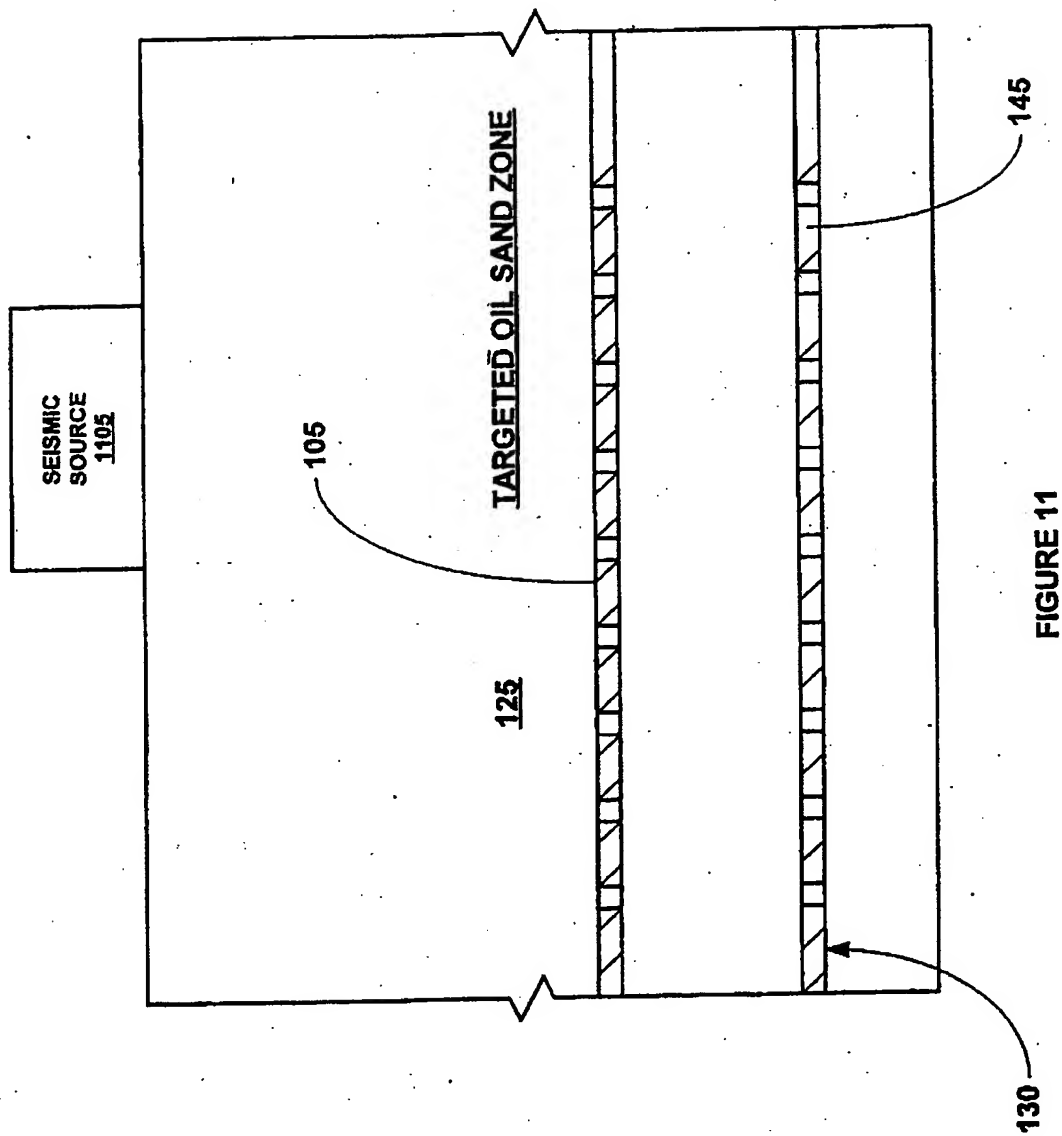 SEISMIC
SOURCE
1105
105
TARGETED OIL SAND ZONE
125
145
130
FIGURE 11